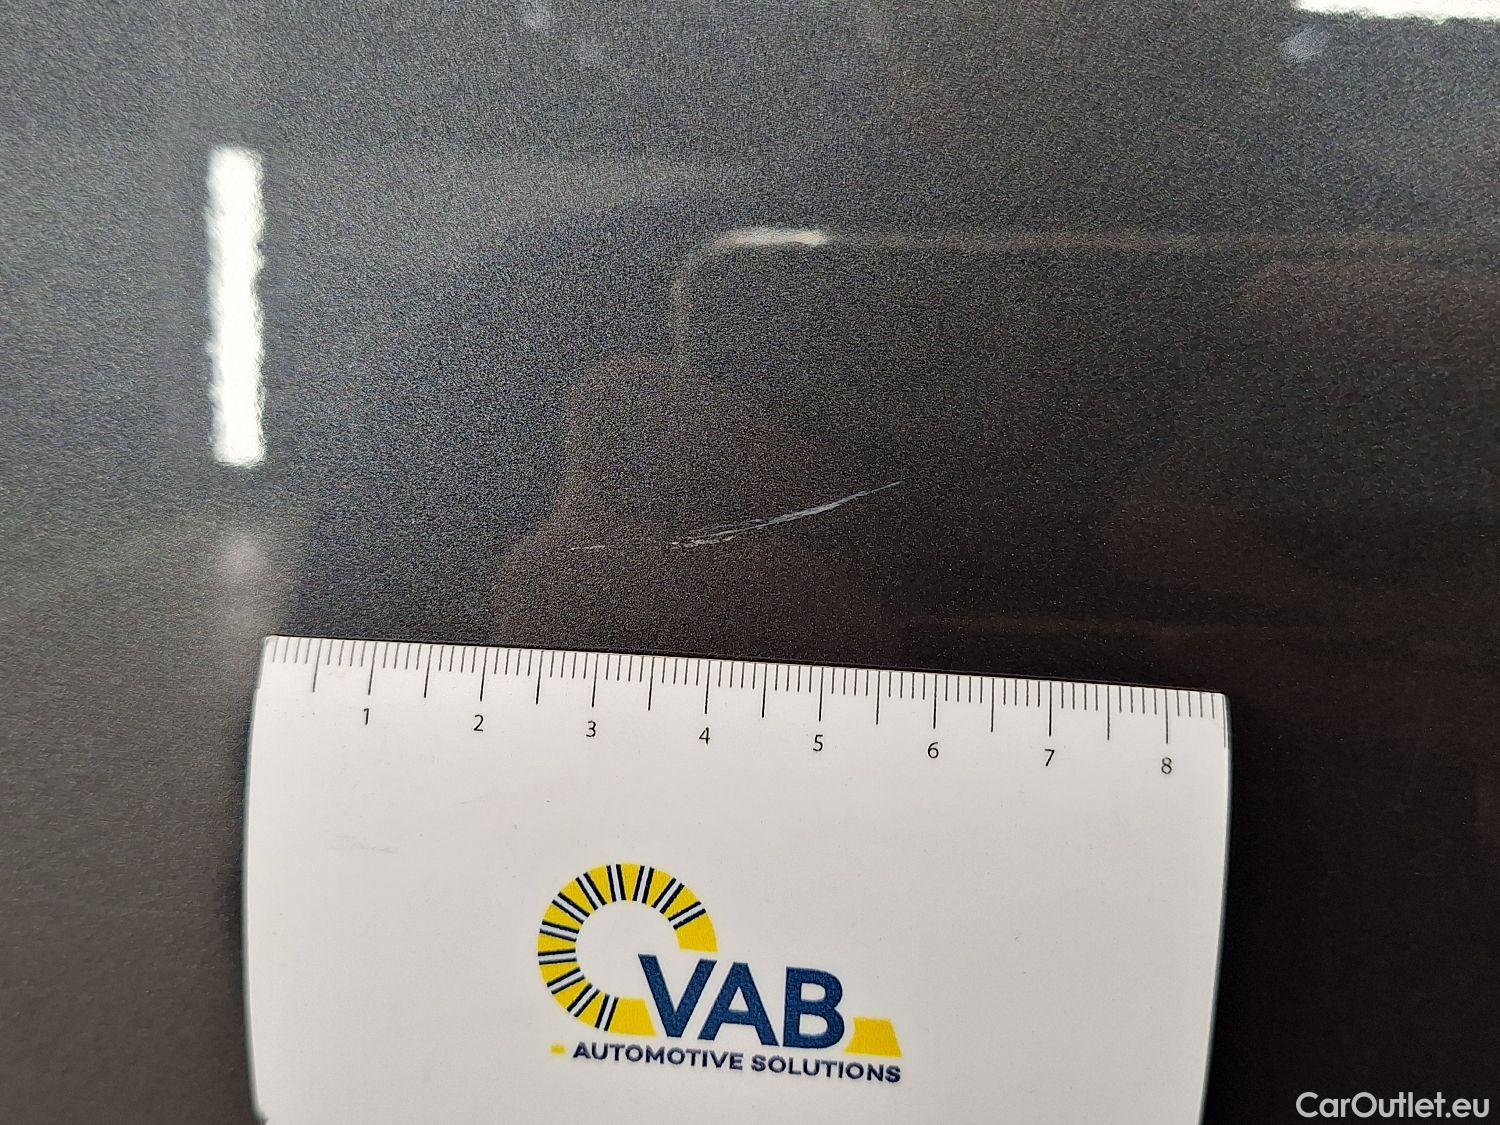 1 2 3 4 5 6 7 8
VAB
AUTOMOTIVE SOLUTIONS
CarOutlet.eu